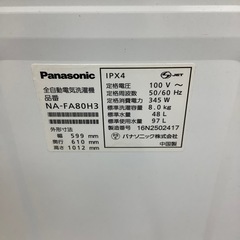 Panasonic
全自動電気洗濯機
品番
NA-FA80H3
外形寸法
幅 599 mm
奥行 610 mm
高さ 1012 mm
IPX4
JET
定格電圧 100 V ~
定格周波数 50/60 Hz
定格消費電力 345 W
標準洗濯容量 8.0 kg
標準水量 48 L
標準使用水量 97 L
製造番号 16N2502417
パナソニック株式会社
中国製